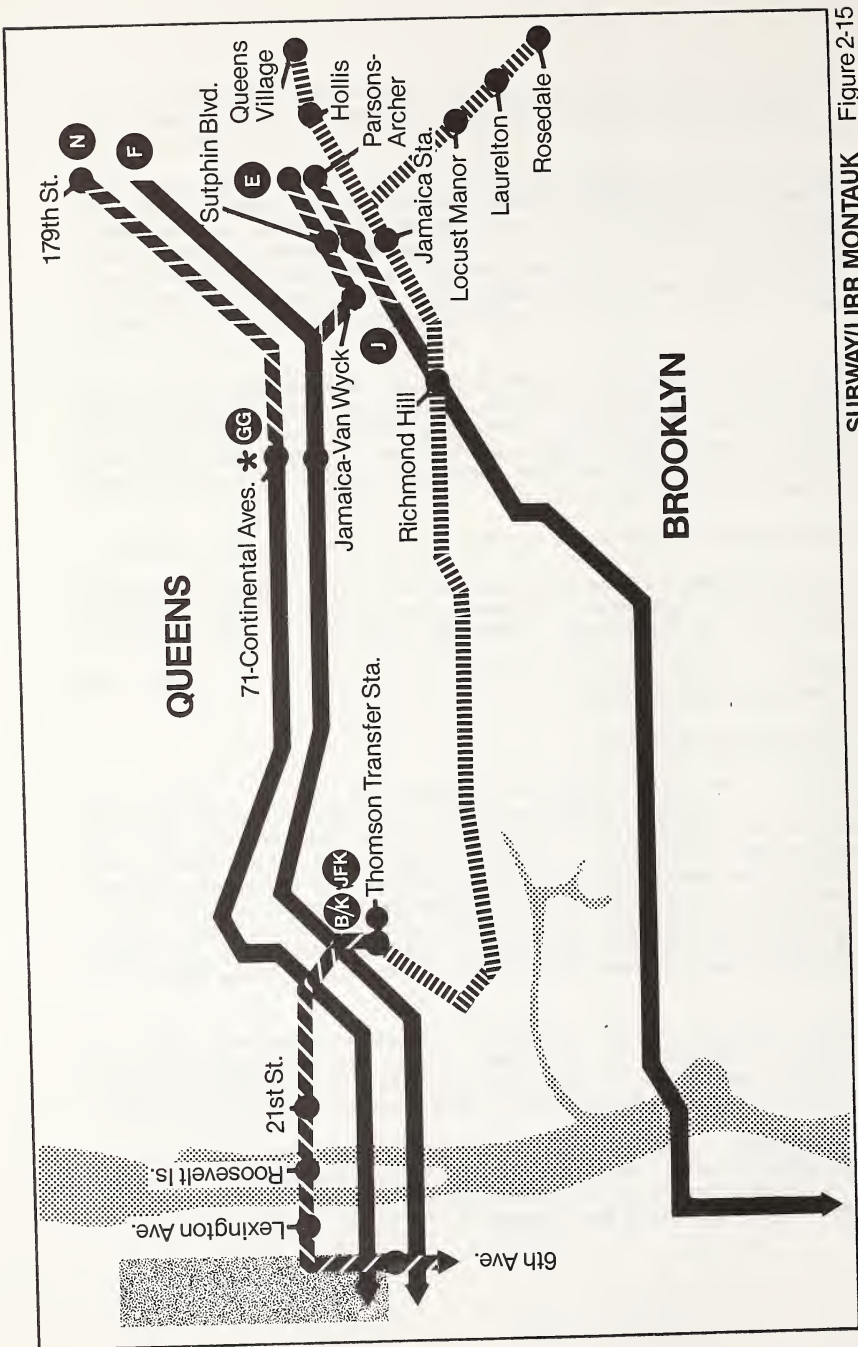 179th St.
N
F
Sutphin Blvd.
E
Queens
Village
Hollis
Parsons-
Archer
Jamaica Sta.
Locust Manor
Laurelton
Rosedale
J
Jamaica-Van Wyck
Richmond Hill
QUEENS
71-Continental Aves. * GG
BROOKLYN
B/K JFK
Thomson Transfer Sta.
21st St.
Roosevelt Is.
Lexington Ave.
6th Ave.
SUBWAY/LIRR MONTAUK Figure 2-15